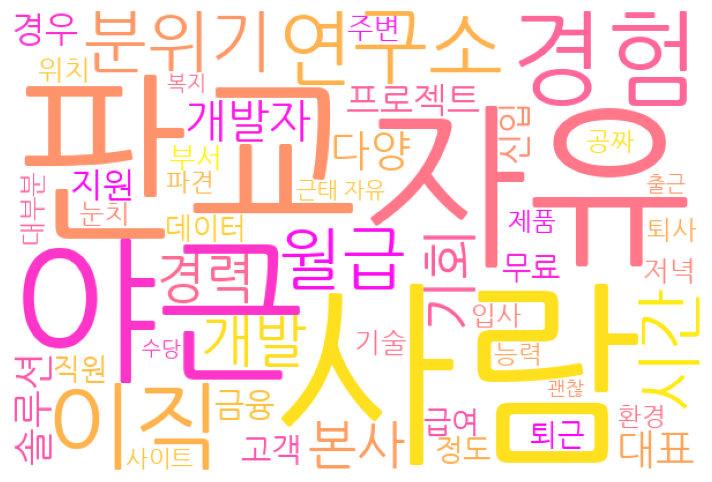 경우
분위기
연구소
주변
경험
위치
복지
프로젝트
판교
자유
개발자
다양
신입
공짜
부서
지원
파견
근태 자유
출근
대부분
눈치
데이터
제품
퇴사
야근
월급
기회
무료
저녁
경력
사람
시간
입사
수당
개발
기술
능력
솔루션
직원
이직
금융
괜찮
급여
환경
고객
본사
정도
퇴근
대표
사이트